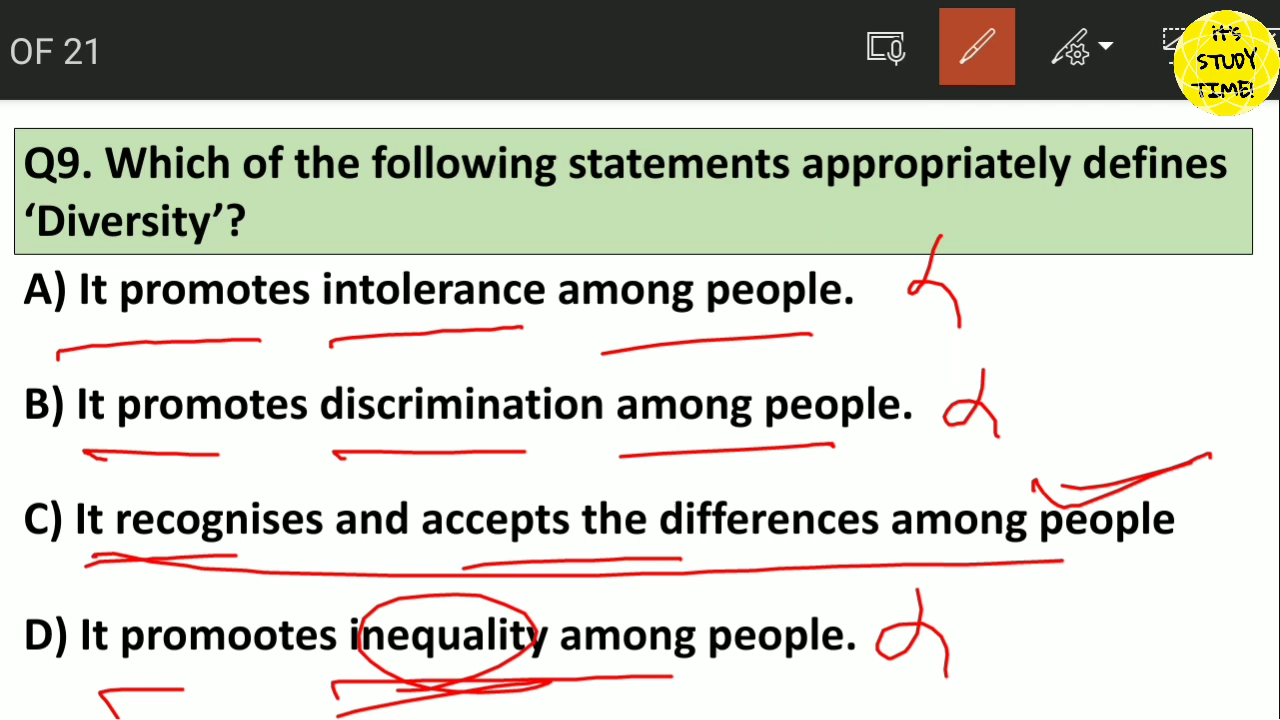 OF 21
IT'S
STUDY
TIME!
Q9. Which of the following statements appropriately defines
‘Diversity’?
A) It promotes intolerance among people.
B) It promotes discrimination among people.
C) It recognises and accepts the differences among people
D) It promootes inequality among people.